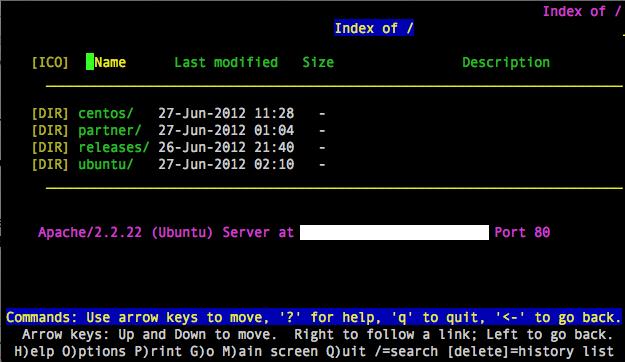 Index of /
Index of /
[ICO] Name Last modified Size Description
[DIR] centos/ 27-Jun-2012 11:28 -
[DIR] partner/ 27-Jun-2012 01:04 -
[DIR] releases/ 26-Jun-2012 21:40 -
[DIR] ubuntu/ 27-Jun-2012 02:10 -
Apache/2.2.22 (Ubuntu) Server at Port 80
Commands: Use arrow keys to move, '?' for help, 'q' to quit, '<-' to go back.
Arrow keys: Up and Down to move. Right to follow a link; Left to go back.
H)elp O)ptions P)rint G)o M)ain screen Q)uit /=search [delete]=history list